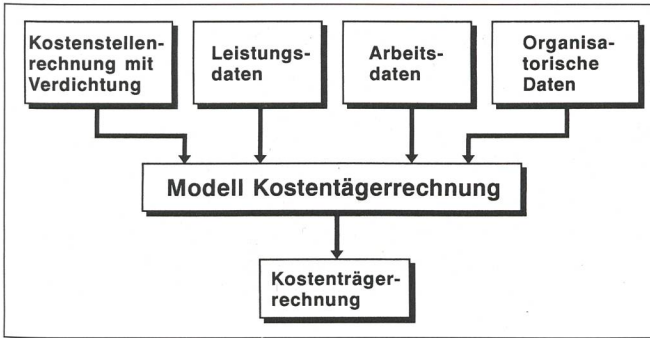 Kostenstellen-
rechnung mit
Verdichtung
Leistungs-
daten
Arbeits-
daten
Organisa-
torische
Daten
Modell Kostentägerrechnung
Kostenträger-
rechnung